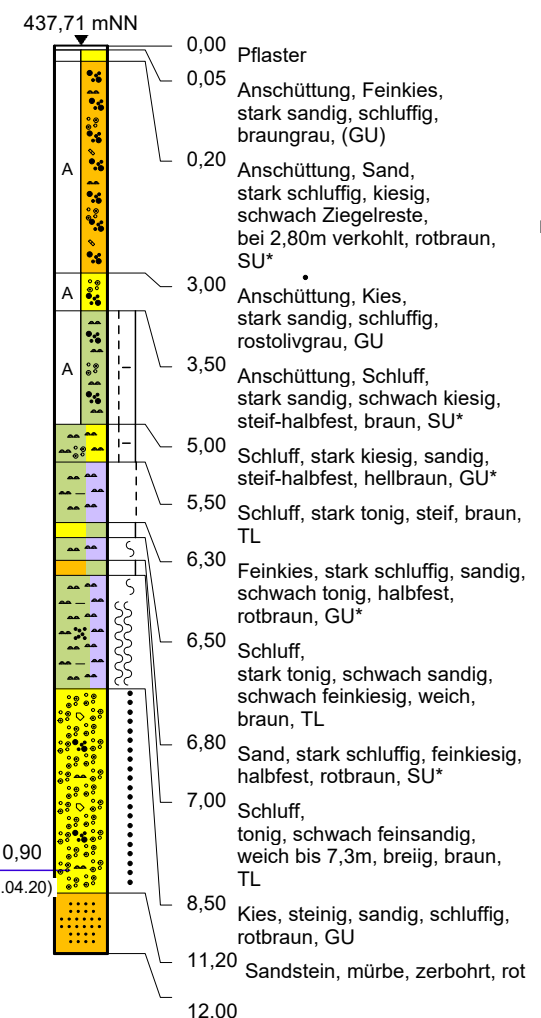 437,71 mNN
0,00
Pflaster
0,05
Anschüttung, Feinkies,
stark sandig, schluffig,
braungrau, (GU)
0,20
Anschüttung, Sand,
stark schluffig, kiesig,
schwach Ziegelreste,
bei 2,80m verkohlt, rotbraun,
SU*
A
3,00
Anschüttung, Kies,
stark sandig, schluffig,
rostolivgrau, GU
A
3,50
Anschüttung, Schluff,
stark sandig, schwach kiesig,
steif-halbfest, braun, SU*
A
5,00
Schluff, stark kiesig, sandig,
steif-halbfest, hellbraun, GU*
5,50
Schluff, stark tonig, steif, braun,
TL
6,30
Feinkies, stark schluffig, sandig,
schwach tonig, halbfest,
rotbraun, GU*
6,50
Schluff,
stark tonig, schwach sandig,
schwach feinkiesig, weich,
braun, TL
6,80
Sand, stark schluffig, feinkiesig,
halbfest, rotbraun, SU*
7,00
Schluff,
tonig, schwach feinsandig,
weich bis 7,3m, breiig, braun,
TL
8,50
Kies, steinig, sandig, schluffig,
rotbraun, GU
0,90
.04.20)
11,20
Sandstein, mürbe, zerbohrt, rot
12,00